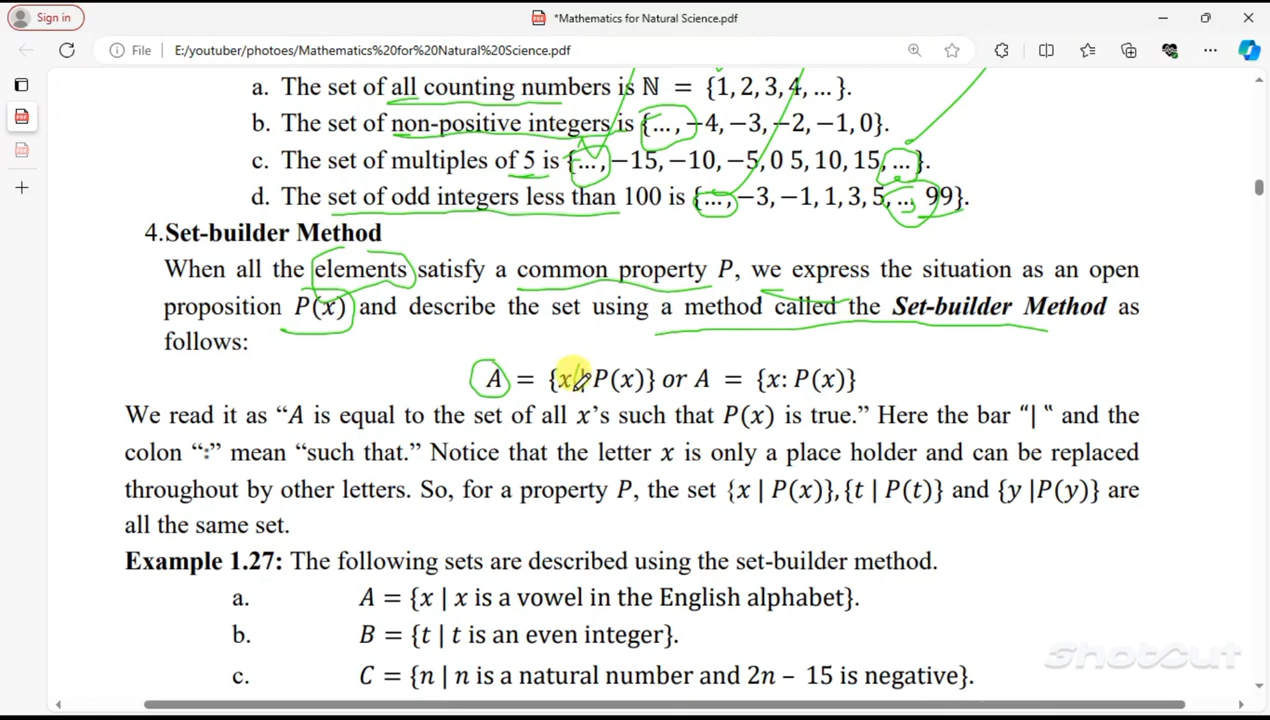 Sign in
*Mathematics for Natural Science.pdf
File
E:/youtuber/photoes/Mathematics%20for%20Natural%20Science.pdf
a. The set of all counting numbers is ℕ = {1, 2, 3, 4, … }.
b. The set of non-positive integers is {… , −4, −3, −2, −1, 0}.
c. The set of multiples of 5 is {… , −15, −10, −5, 0 5, 10, 15, … }.
d. The set of odd integers less than 100 is {… , −3, −1, 1, 3, 5, … 99}.
4.Set-builder Method
When all the elements satisfy a common property P, we express the situation as an open
proposition P(x) and describe the set using a method called the Set-builder Method as
follows:
A = {x | P(x)} or A = {x: P(x)}
We read it as “A is equal to the set of all x’s such that P(x) is true.” Here the bar “| “ and the
colon “:” mean “such that.” Notice that the letter x is only a place holder and can be replaced
throughout by other letters. So, for a property P, the set {x | P(x)}, {t | P(t)} and {y |P(y)} are
all the same set.
Example 1.27: The following sets are described using the set-builder method.
a. A = {x | x is a vowel in the English alphabet}.
b. B = {t | t is an even integer}.
c. C = {n | n is a natural number and 2n – 15 is negative}.
Shotcut